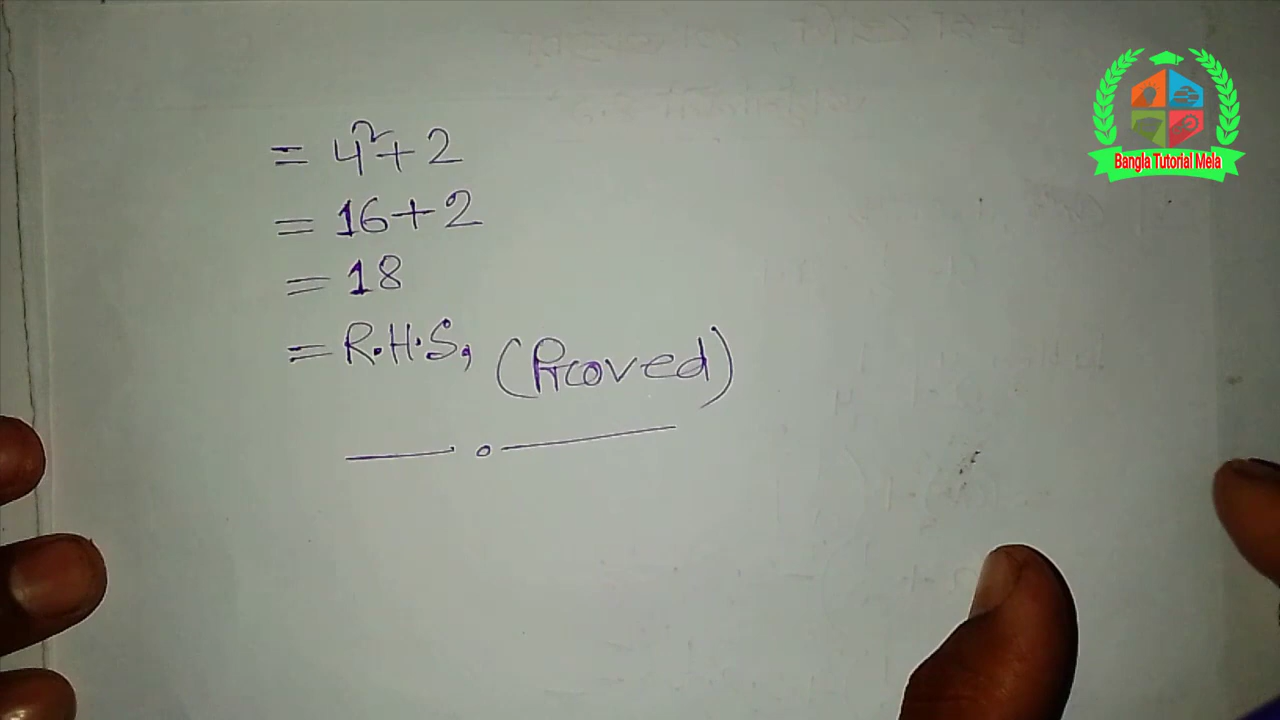 = 4² + 2
= 16 + 2
= 18
= R.H.S, (Proved)
Bangla Tutorial Mela